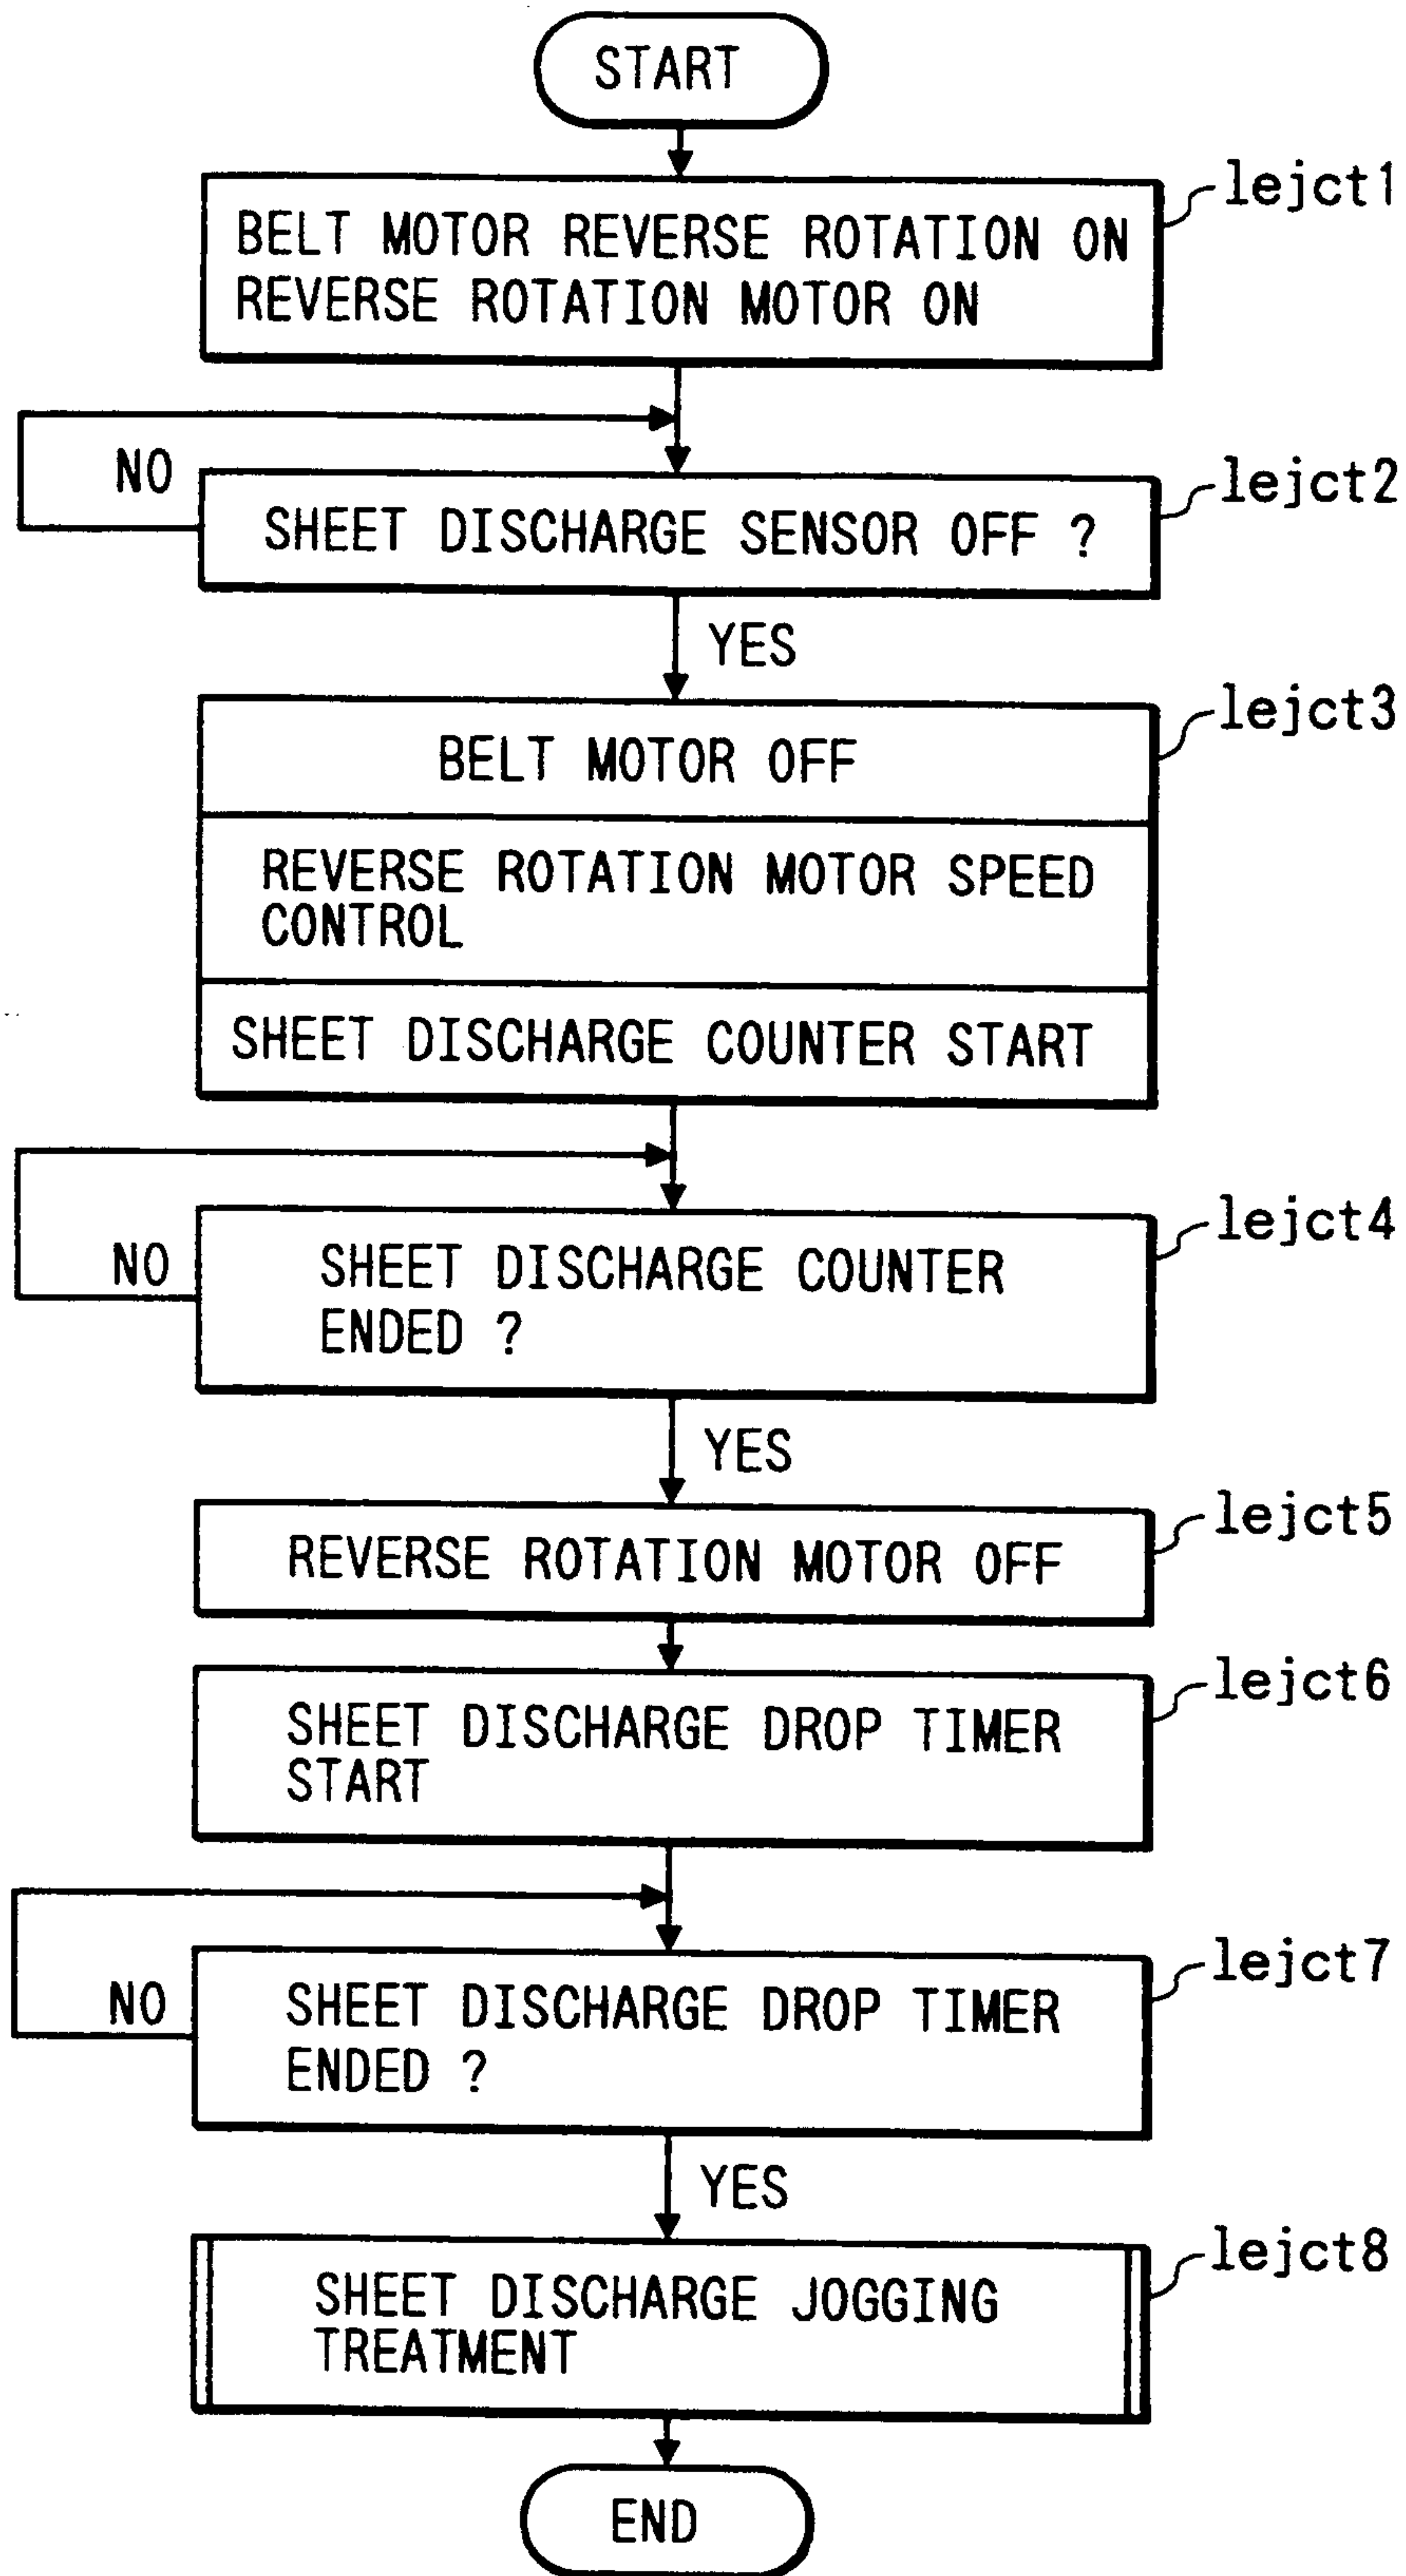 START
lejct1
BELT MOTOR REVERSE ROTATION ON
REVERSE ROTATION MOTOR ON
NO
lejct2
SHEET DISCHARGE SENSOR OFF ?
YES
lejct3
BELT MOTOR OFF
REVERSE ROTATION MOTOR SPEED
CONTROL
SHEET DISCHARGE COUNTER START
lejct4
NO
SHEET DISCHARGE COUNTER
ENDED ?
YES
lejct5
REVERSE ROTATION MOTOR OFF
lejct6
SHEET DISCHARGE DROP TIMER
START
lejct7
NO
SHEET DISCHARGE DROP TIMER
ENDED ?
YES
lejct8
SHEET DISCHARGE JOGGING
TREATMENT
END